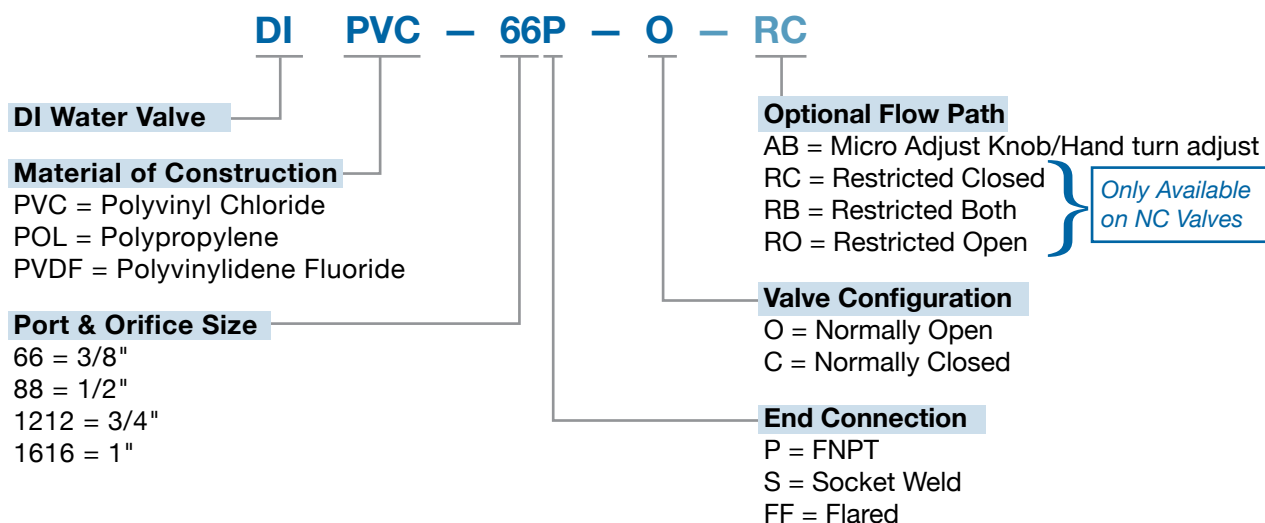 DI PVC – 66P – O – RC
DI Water Valve
Material of Construction
PVC = Polyvinyl Chloride
POL = Polypropylene
PVDF = Polyvinylidene Fluoride
Port & Orifice Size
66 = 3/8"
88 = 1/2"
1212 = 3/4"
1616 = 1"
Optional Flow Path
AB = Micro Adjust Knob/Hand turn adjust
RC = Restricted Closed
RB = Restricted Both
RO = Restricted Open
Only Available
on NC Valves
Valve Configuration
O = Normally Open
C = Normally Closed
End Connection
P = FNPT
S = Socket Weld
FF = Flared